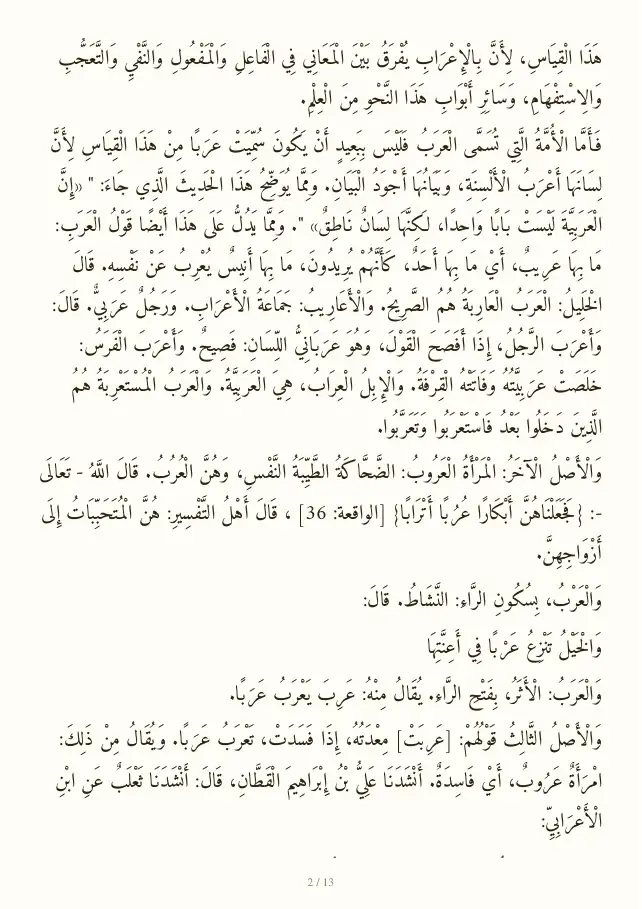 هَذَا الْقِيَاسِ، لِأَنَّ بِالْإِعْرَابِ يُفْرَقُ بَيْنَ الْمَعَانِي فِي الْفَاعِلِ وَالْمَفْعُولِ وَالنَّفْيِ وَالتَّعَجُّبِ
وَالِاسْتِفْهَامِ، وَسَائِرِ أَبْوَابِ هَذَا النَّحْوِ مِنَ الْعِلْمِ.
فَأَمَّا الْأُمَّةُ الَّتِي تُسَمَّى الْعَرَبَ فَلَيْسَ بِبَعِيدٍ أَنْ يَكُونَ سُمِّيَتْ عَرَبًا مِنْ هَذَا الْقِيَاسِ لِأَنَّ
لِسَانَهَا أَعْرَبُ الْأَلْسِنَةِ، وَبَيَانُهَا أَجْوَدُ الْبَيَانِ. وَمِمَّا يُوَضِّحُ هَذَا الْحَدِيثَ الَّذِي جَاءَ: " «إِنَّ
الْعَرَبِيَّةَ لَيْسَتْ بَابًا وَاحِدًا، لَكِنَّهَا لِسَانٌ نَاطِقٌ» ". وَمِمَّا يَدُلُّ عَلَى هَذَا أَيْضًا قَوْلُ الْعَرَبِ:
مَا بِهَا عَرِيبٌ، أَيْ مَا بِهَا أَحَدٌ، كَأَنَّهُمْ يُرِيدُونَ، مَا بِهَا أَنِيسٌ يُعْرِبُ عَنْ نَفْسِهِ. قَالَ
الْخَلِيلُ: الْعَرَبُ الْعَارِبَةُ هُمُ الصَّرِيحُ. وَالْأَعَارِيبُ: جَمَاعَةُ الْأَعْرَابِ. وَرَجُلٌ عَرَبِيٌّ. قَالَ:
وَأَعْرَبَ الرَّجُلُ، إِذَا أَفْصَحَ الْقَوْلَ، وَهُوَ عَرَبَانِيُّ اللِّسَانِ: فَصِيحٌ. وَأَعْرَبَ الْفَرَسُ:
خَلَصَتْ عَرَبِيَّتُهُ وَفَاتَتْهُ الْقِرْفَةُ. وَالْإِبِلُ الْعِرَابُ، هِيَ الْعَرَبِيَّةُ. وَالْعَرَبُ الْمُسْتَعْرِبَةُ هُمُ
الَّذِينَ دَخَلُوا بَعْدُ فَاسْتَعْرَبُوا وَتَعَرَّبُوا.
وَالْأَصْلُ الْآخَرُ: الْمَرْأَةُ الْعَرُوبُ: الضَّحَّاكَةُ الطَّيِّبَةُ النَّفْسِ، وَهُنَّ الْعُرُبُ. قَالَ اللَّهُ - تَعَالَى
-: {فَجَعَلْنَاهُنَّ أَبْكَارًا عُرُبًا أَتْرَابًا} [الواقعة: 36] ، قَالَ أَهْلُ التَّفْسِيرِ: هُنَّ الْمُتَحَبِّبَاتُ إِلَى
أَزْوَاجِهِنَّ.
وَالْعَرْبُ، بِسُكُونِ الرَّاءِ: النَّشَاطُ. قَالَ:
وَالْخَيْلُ تَنْزِعُ عَرْبًا فِي أَعِنَّتِهَا
وَالْعَرَبُ: الْأَثَرُ، بِفَتْحِ الرَّاءِ. يُقَالُ مِنْهُ: عَرِبَ يَعْرَبُ عَرَبًا.
وَالْأَصْلُ الثَّالِثُ قَوْلُهُمْ: [عَرِبَتْ] مِعْدَتُهُ، إِذَا فَسَدَتْ، تَعْرَبُ عَرَبًا. وَيُقَالُ مِنْ ذَلِكَ:
امْرَأَةٌ عَرُوبٌ، أَيْ فَاسِدَةٌ. أَنْشَدَنَا عَلِيُّ بْنُ إِبْرَاهِيمَ الْقَطَّانِ، قَالَ: أَنْشَدَنَا ثَعْلَبٌ عَنِ ابْنِ
الْأَعْرَابِيِّ:
2 / 13